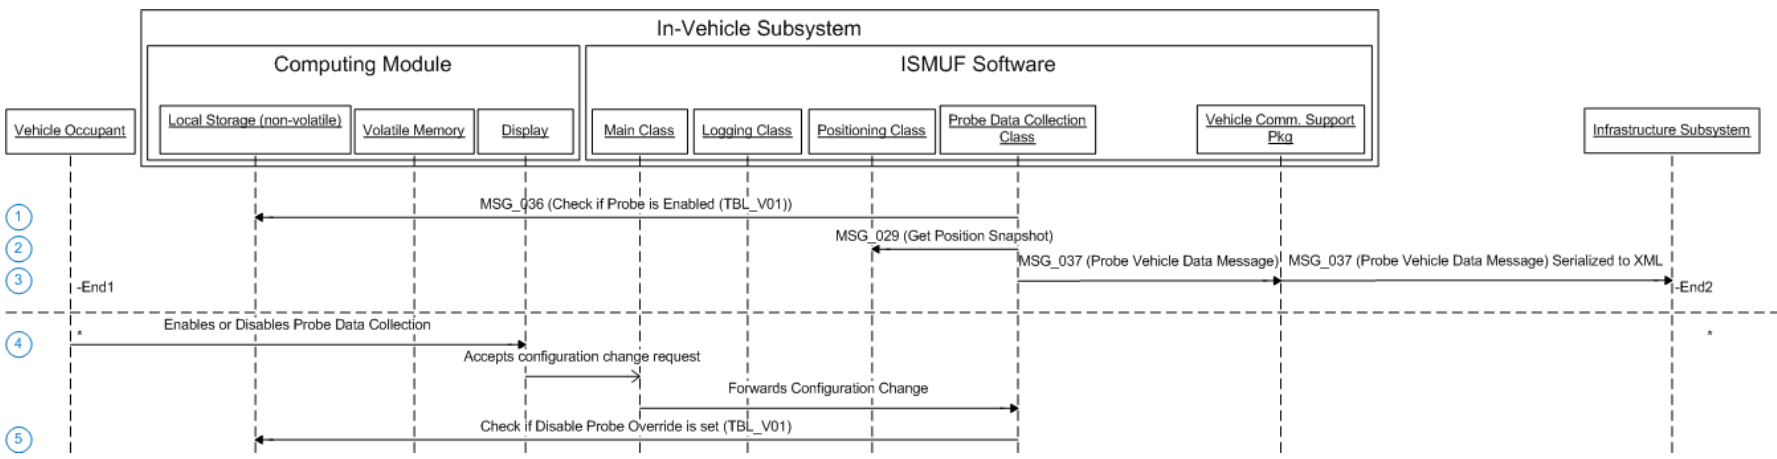 In-Vehicle Subsystem
Computing Module
ISMUF Software
Vehicle Occupant
Local Storage (non-volatile)
Volatile Memory
Display
Main Class
Logging Class
Positioning Class
Probe Data Collection
Class
Vehicle Comm. Support
Pkg
Infrastructure Subsystem
1
MSG_036 (Check if Probe is Enabled (TBL_V01))
2
MSG_029 (Get Position Snapshot)
3
MSG_037 (Probe Vehicle Data Message)
MSG_037 (Probe Vehicle Data Message) Serialized to XML
-End1
-End2
4
*
Enables or Disables Probe Data Collection
*
Accepts configuration change request
Forwards Configuration Change
5
Check if Disable Probe Override is set (TBL_V01)